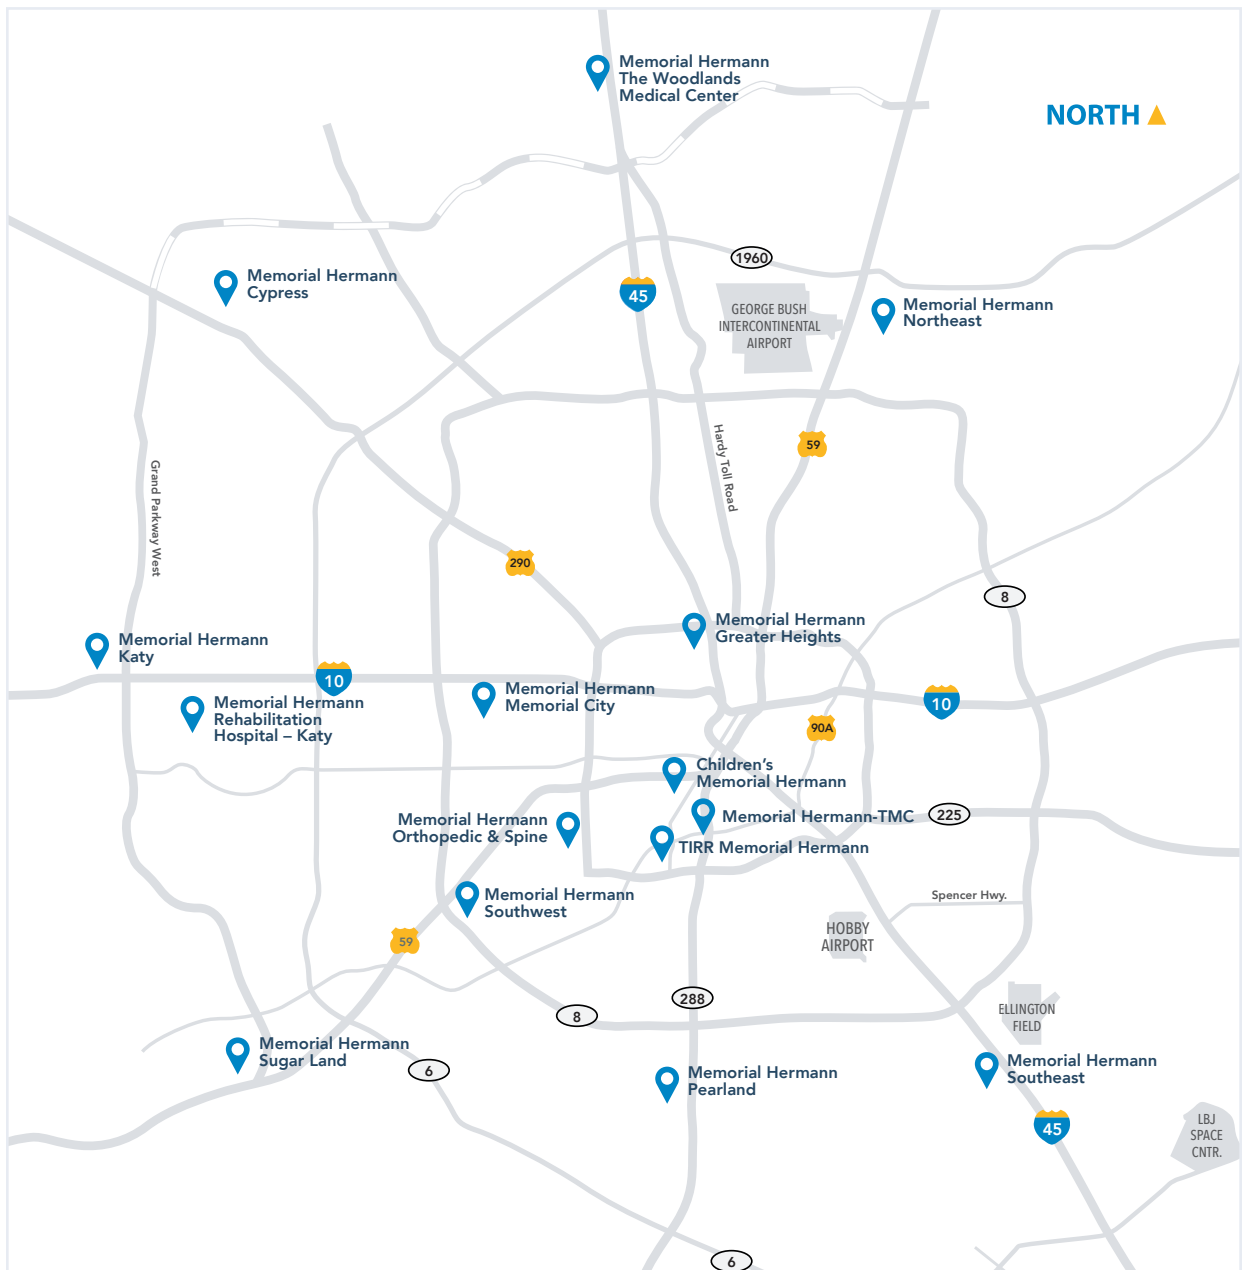 Memorial Hermann
The Woodlands
Medical Center
NORTH
1960
Memorial Hermann
Cypress
45
GEORGE BUSH
INTERCONTINENTAL
AIRPORT
Memorial Hermann
Northeast
Hardy Toll Road
59
Grand Parkway West
290
8
Memorial Hermann
Greater Heights
Memorial Hermann
Katy
10
Memorial Hermann
Rehabilitation
Hospital – Katy
Memorial Hermann
Memorial City
10
90A
Children's
Memorial Hermann
Memorial Hermann-TMC
225
Memorial Hermann
Orthopedic & Spine
TIRR Memorial Hermann
Memorial Hermann
Southwest
Spencer Hwy.
HOBBY
AIRPORT
59
288
8
ELLINGTON
FIELD
Memorial Hermann
Sugar Land
6
Memorial Hermann
Pearland
Memorial Hermann
Southeast
45
LBJ
SPACE
CNTR.
6